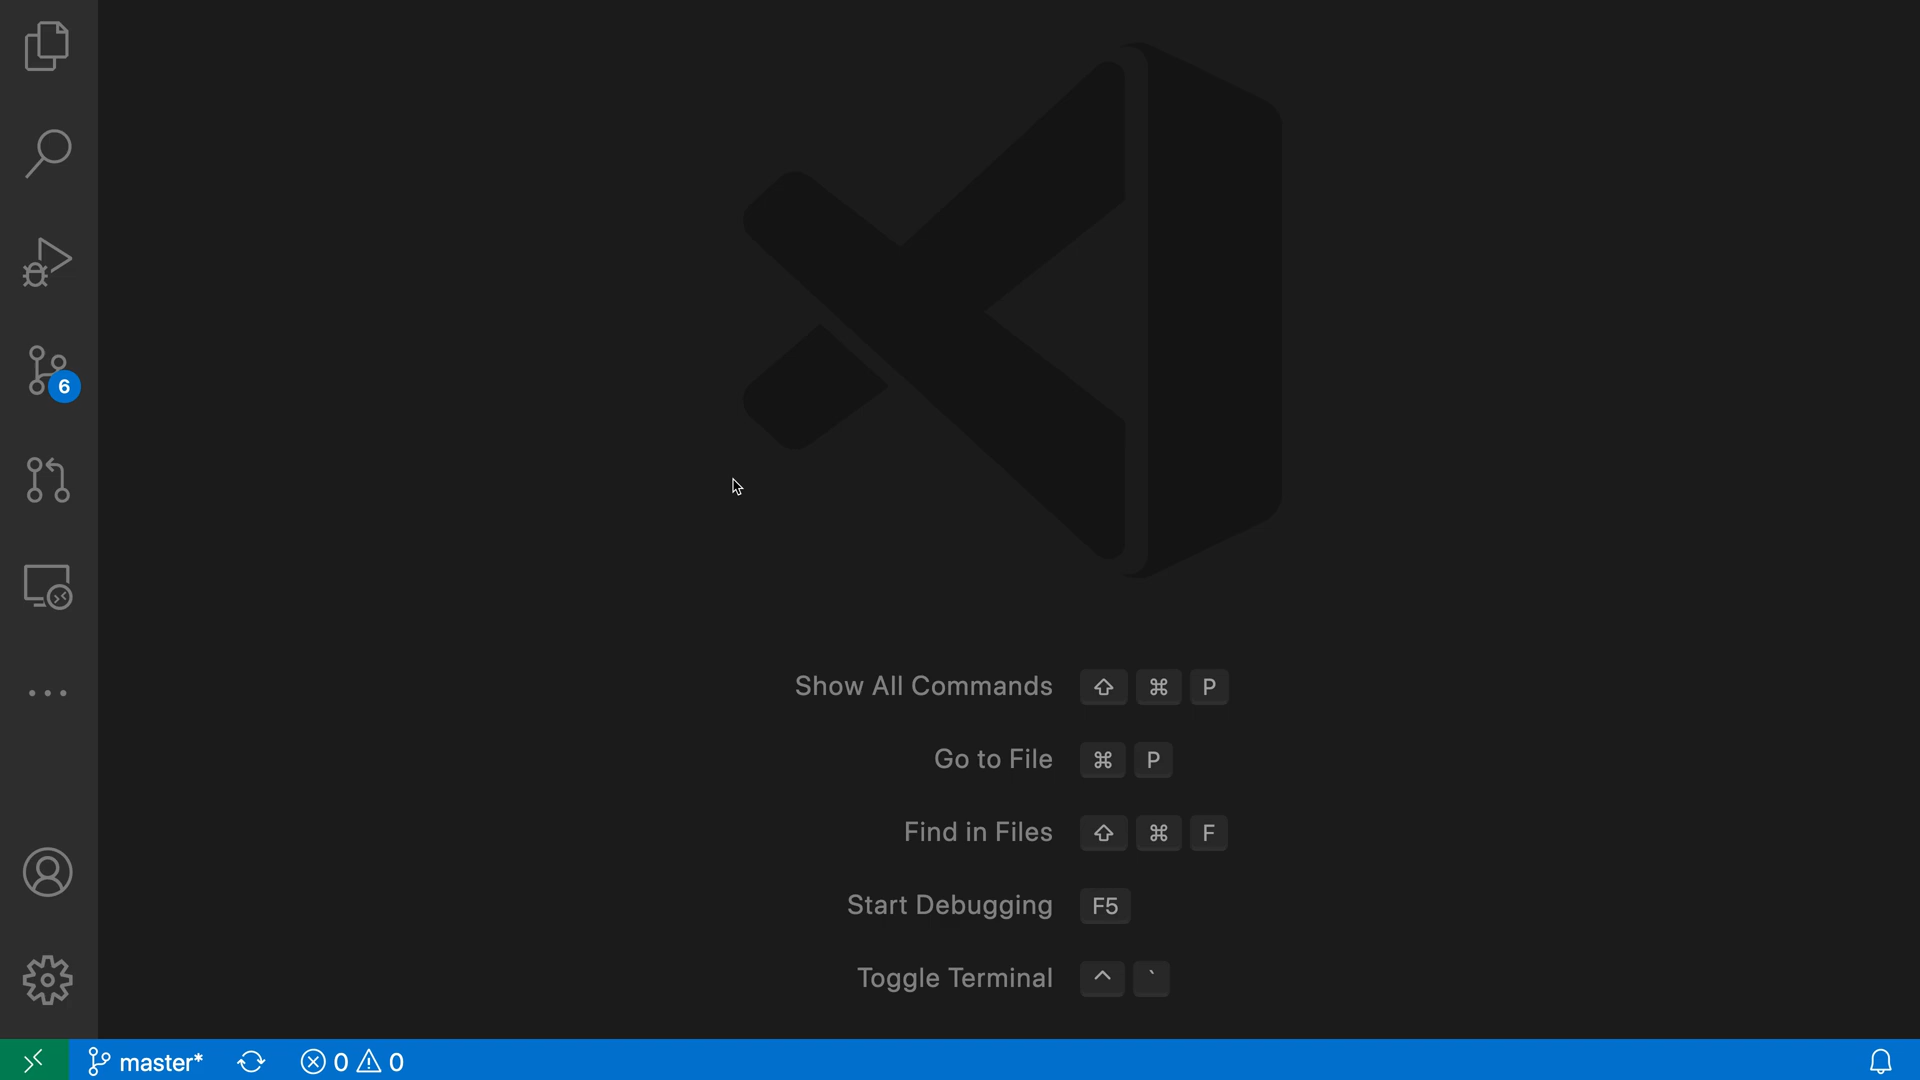 6
Show All Commands ⇧ ⌘ P
Go to File ⌘ P
Find in Files ⇧ ⌘ F
Start Debugging F5
Toggle Terminal ^ `
master* 0 0